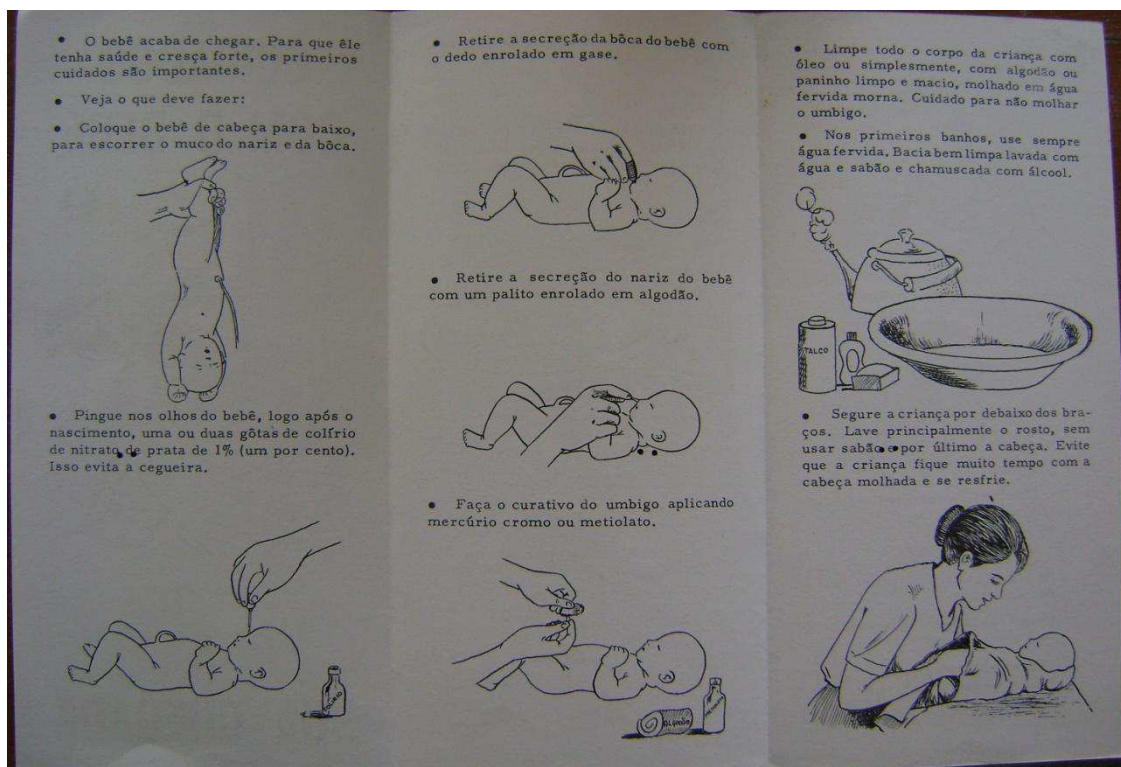 • O bebê acaba de chegar. Para que êle
tenha saúde e cresça forte, os primeiros
cuidados são importantes.
• Veja o que deve fazer:
• Coloque o bebê de cabeça para baixo,
para escorrer o muco do nariz e da bôca.
• Pingue nos olhos do bebê, logo após o
nascimento, uma ou duas gôtas de colírio
de nitrato de prata de 1% (um por cento).
Isso evita a cegueira.
• Retire a secreção da bôca do bebê com
o dedo enrolado em gase.
• Retire a secreção do nariz do bebê
com um palito enrolado em algodão.
• Faça o curativo do umbigo aplicando
mercúrio cromo ou metiolato.
ALGODÃO
• Limpe todo o corpo da criança com
óleo ou simplesmente, com algodão ou
paninho limpo e macio, molhado em água
fervida morna. Cuidado para não molhar
o umbigo.
• Nos primeiros banhos, use sempre
água fervida. Bacia bem limpa lavada com
água e sabão e chamuscada com álcool.
TALCO
• Segure a criança por debaixo dos bra-
ços. Lave principalmente o rosto, sem
usar sabão e por último a cabeça. Evite
que a criança fique muito tempo com a
cabeça molhada e se resfrie.